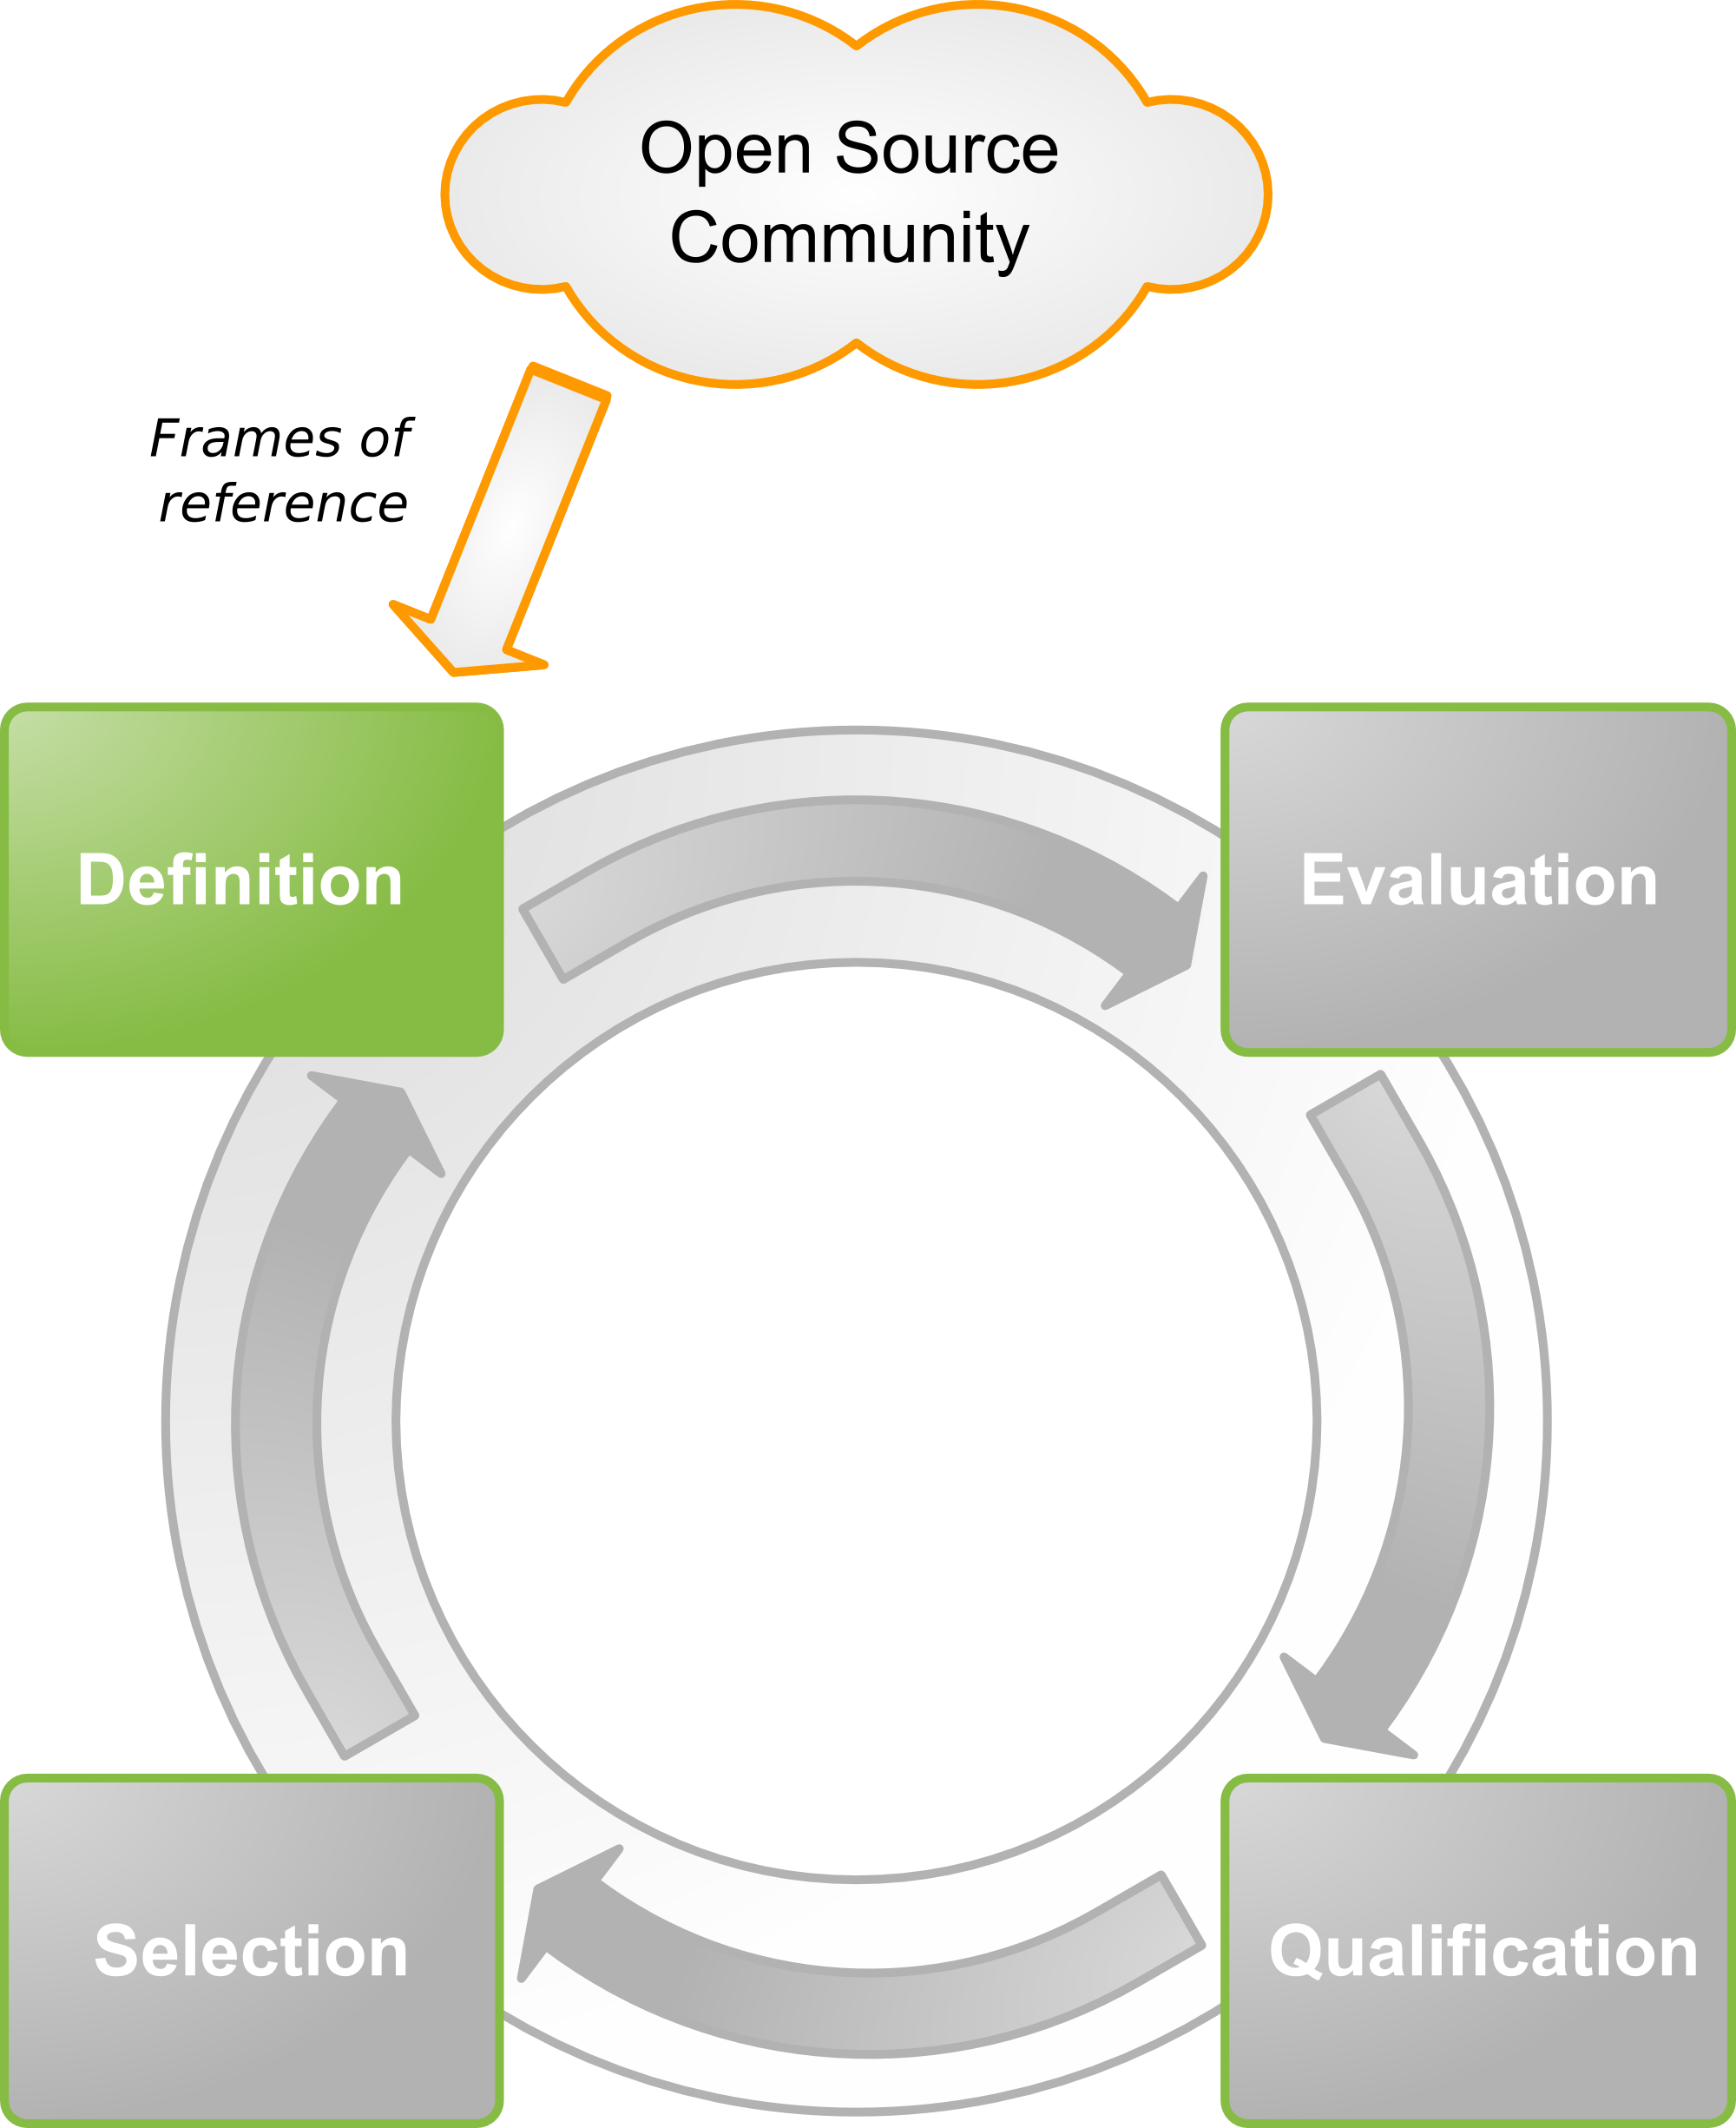 Open Source
Community
Frames of
reference
Definition
Evaluation
Selection
Qualification